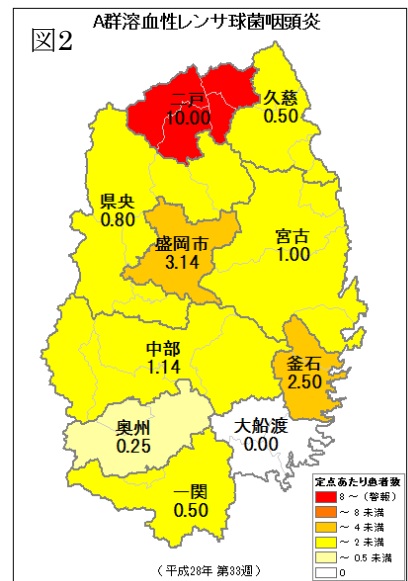 A群溶血性レンサ球菌咽頭炎
図2
二戸
10.00
久慈
0.50
県央
0.80
盛岡市
3.14
宮古
1.00
中部
1.14
釜石
2.50
奥州
0.25
大船渡
0.00
一関
0.50
定点あたり患者数
8 ～ (警報)
～ 8 未満
～ 4 未満
～ 2 未満
～ 0.5 未満
0
(平成28年 第33週)